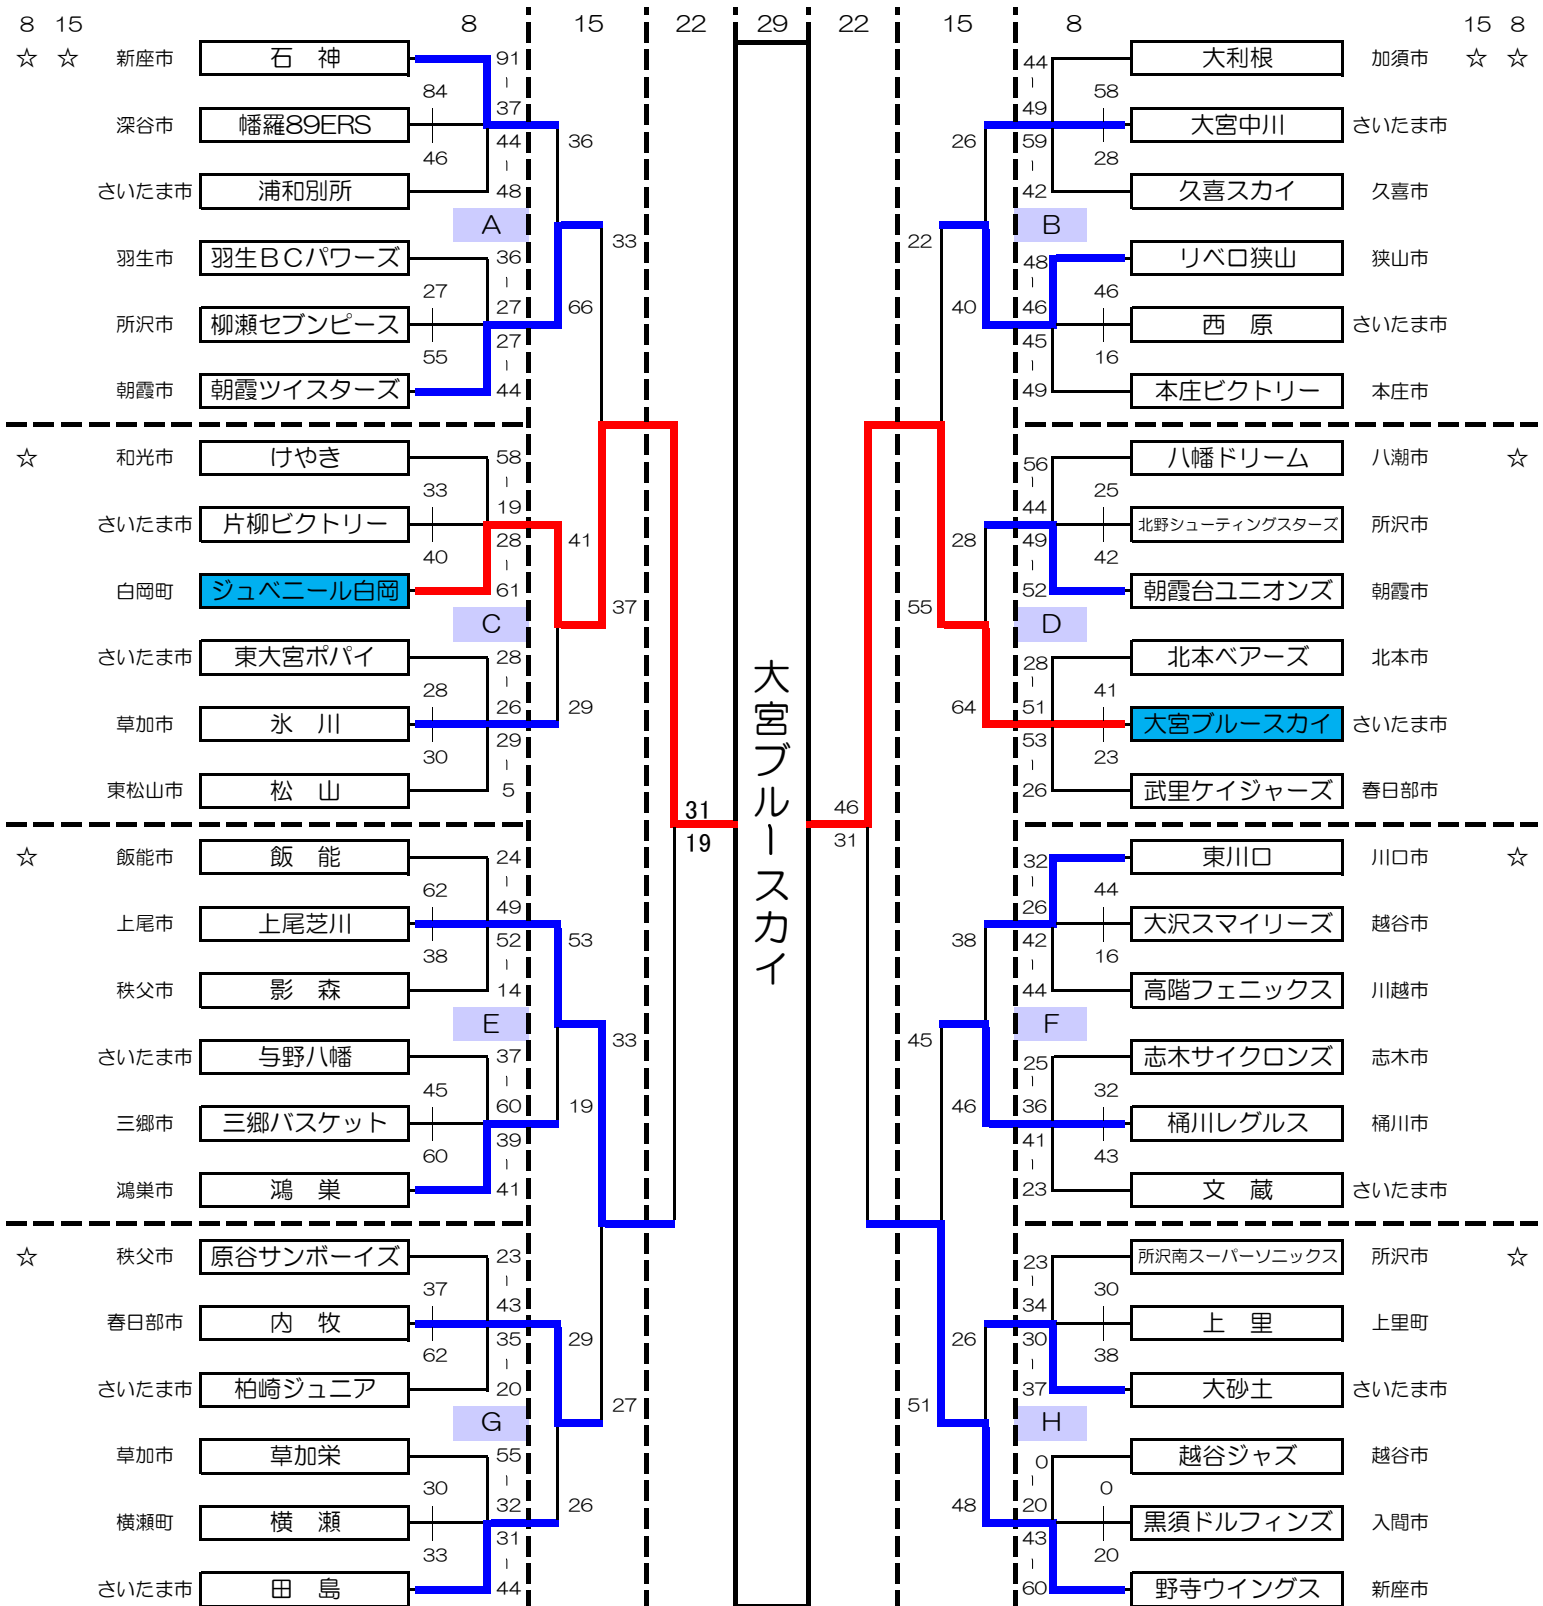 8 15 8 15 22 29 22 15 8 15 8
☆ ☆ 新座市 石 神 91 44 大利根 加須市 ☆ ☆
84 37 49 58
深谷市 幡羅89ERS 36 26 大宮中川 さいたま市
46 44 59 28
さいたま市 浦和別所 48 42 久喜スカイ 久喜市
A 33 22 B
羽生市 羽生BCパワーズ 36 48 リベロ狭山 狭山市
27 27 66 40 46 46
所沢市 柳瀬セブンピース 西 原 さいたま市
55 27 45 16
朝霞市 朝霞ツイスターズ 44 49 本庄ビクトリー 本庄市
☆ 和光市 けやき 58 56 八幡ドリーム 八潮市 ☆
33 19 44 25
さいたま市 片柳ビクトリー 41 28 北野シューティングスターズ 所沢市
40 28 49 42
白岡町 ジュベニール白岡 61 52 朝霞台ユニオンズ 朝霞市
C 37 55 D
さいたま市 東大宮ポパイ 28 28 北本ベアーズ 北本市
28 26 29 64 51 41
草加市 氷 川 大宮ブルースカイ さいたま市
30 29 53 23
東松山市 松 山 5 26 武里ケイジャーズ 春日部市
31 46
19 31
大宮ブルースカイ
☆ 飯能市 飯 能 24 32 東川口 川口市 ☆
62 49 26 44
上尾市 上尾芝川 53 38 大沢スマイリーズ 越谷市
38 52 42 16
秩父市 影 森 14 44 高階フェニックス 川越市
E 33 45 F
さいたま市 与野八幡 37 25 志木サイクロンズ 志木市
45 60 19 46 36 32
三郷市 三郷バスケット 桶川レグルス 桶川市
60 39 41 43
鴻巣市 鴻 巣 41 23 文 蔵 さいたま市
☆ 秩父市 原谷サンボーイズ 23 23 所沢南スーパーソニックス 所沢市 ☆
37 43 34 30
春日部市 内 牧 29 26 上 里 上里町
62 35 30 38
さいたま市 柏崎ジュニア 20 37 大砂土 さいたま市
G 27 51 H
草加市 草加栄 55 0 越谷ジャズ 越谷市
30 32 26 48 20 0
横瀬町 横 瀬 黒須ドルフィンズ 入間市
33 31 43 20
さいたま市 田 島 44 60 野寺ウイングス 新座市